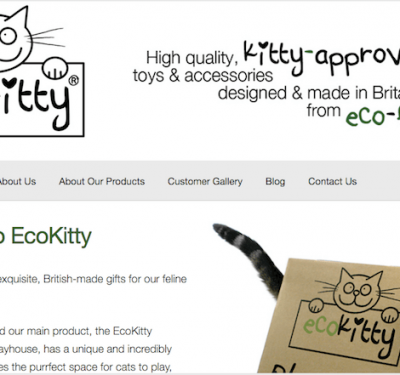 High quality, kitty-approv
itty®
toys & accessories
designed & made in Brita
from eco-f
About Us
About Our Products
Customer Gallery
Blog
Contact Us
o EcoKitty
exquisite, British-made gifts for our feline
d our main product, the EcoKitty
ayhouse, has a unique and incredibly
es the purrfect space for cats to play,
ecokitty